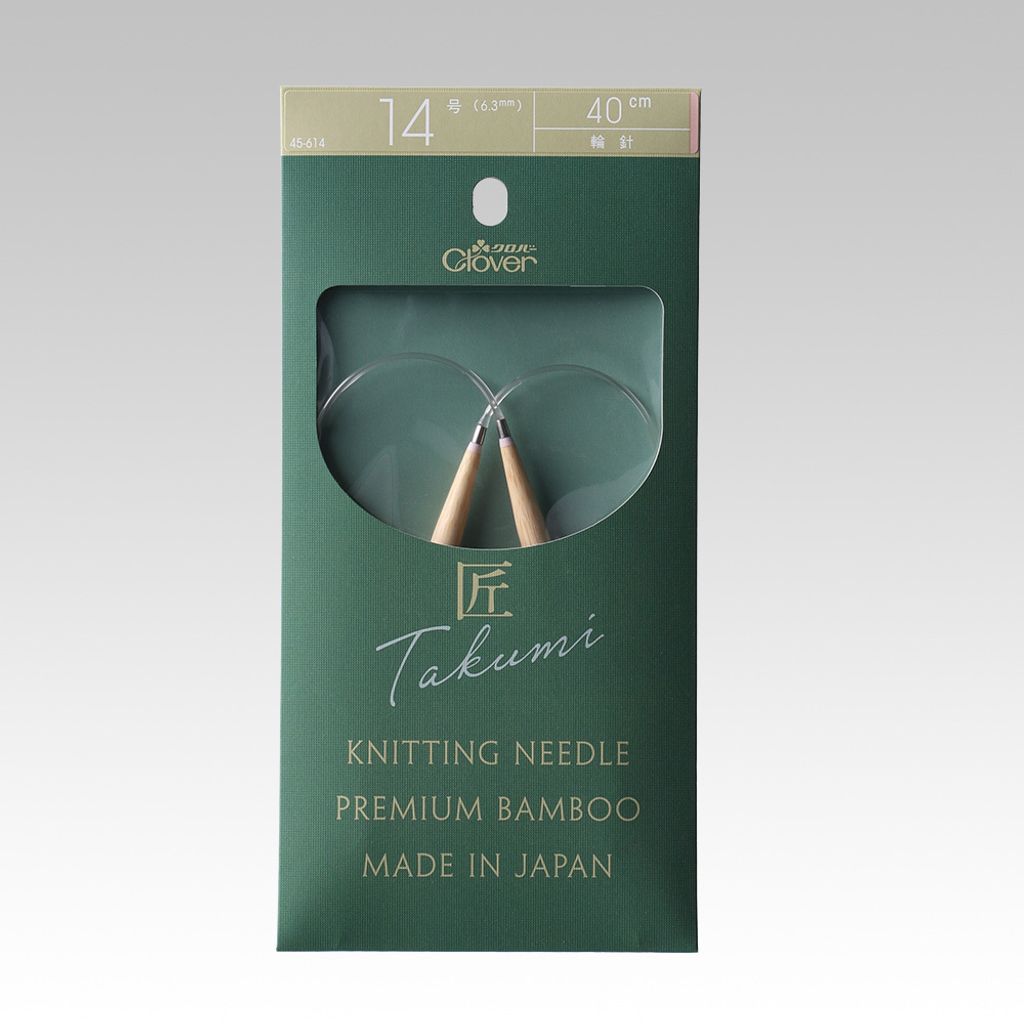 14号 (6.3mm)
40cm
輪針
45-614
クロバー
Clover
匠
Takumi
KNITTING NEEDLE
PREMIUM BAMBOO
MADE IN JAPAN